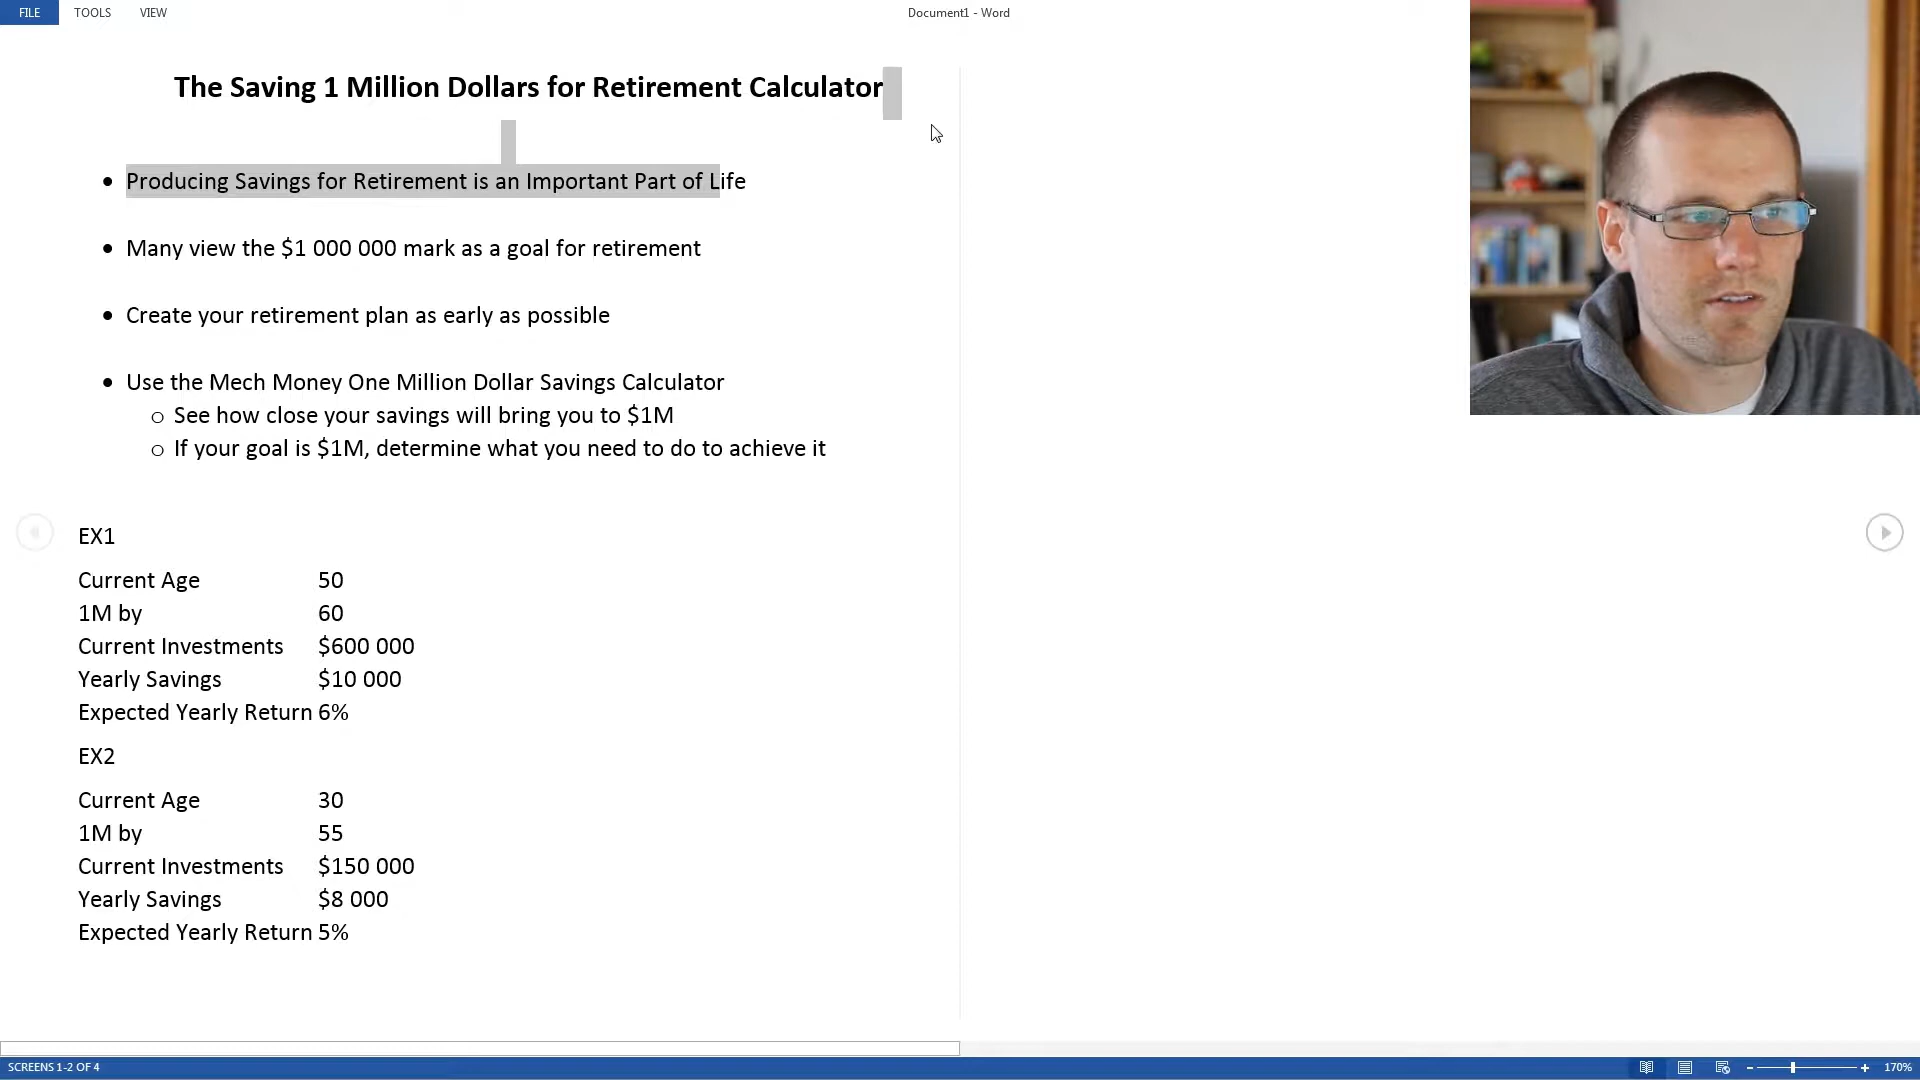 FILE TOOLS VIEW Document1 - Word
The Saving 1 Million Dollars for Retirement Calculator
• Producing Savings for Retirement is an Important Part of Life
• Many view the $1 000 000 mark as a goal for retirement
• Create your retirement plan as early as possible
• Use the Mech Money One Million Dollar Savings Calculator
o See how close your savings will bring you to $1M
o If your goal is $1M, determine what you need to do to achieve it
EX1
Current Age 50
1M by 60
Current Investments $600 000
Yearly Savings $10 000
Expected Yearly Return 6%
EX2
Current Age 30
1M by 55
Current Investments $150 000
Yearly Savings $8 000
Expected Yearly Return 5%
SCREENS 1-2 OF 4 170%